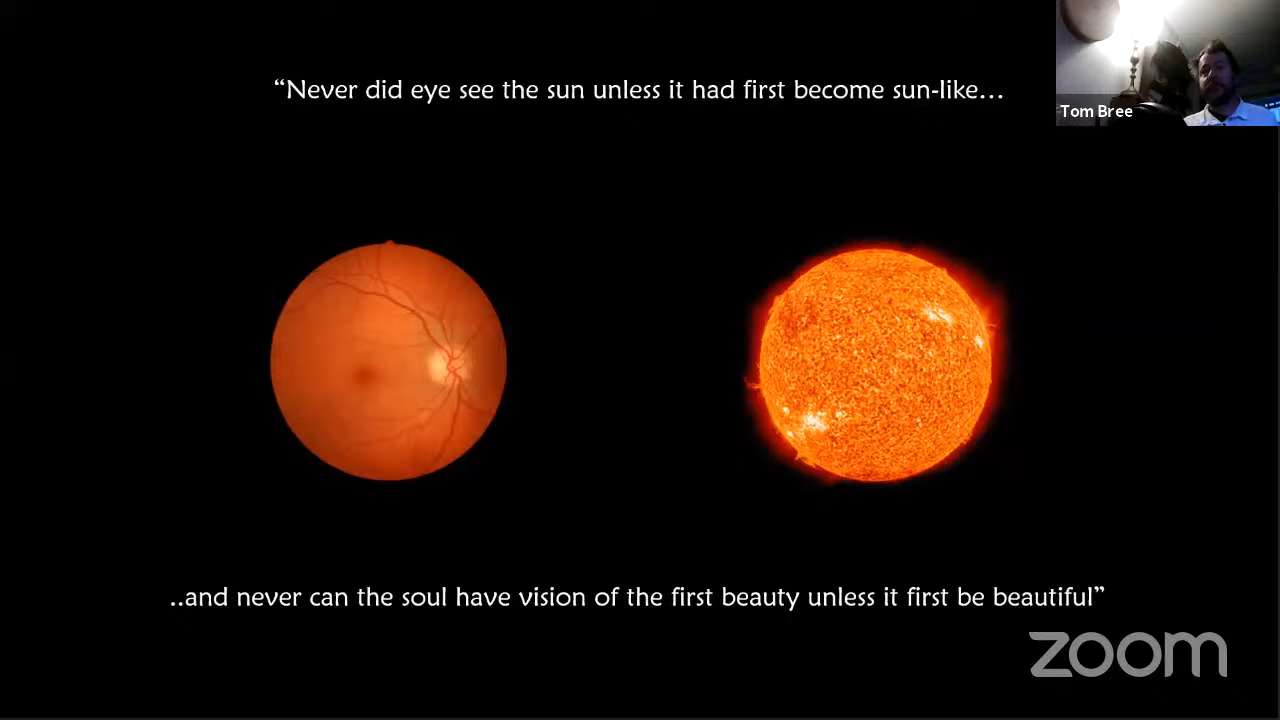 “Never did eye see the sun unless it had first become sun-like...
Tom Bree
..and never can the soul have vision of the first beauty unless it first be beautiful”
zoom